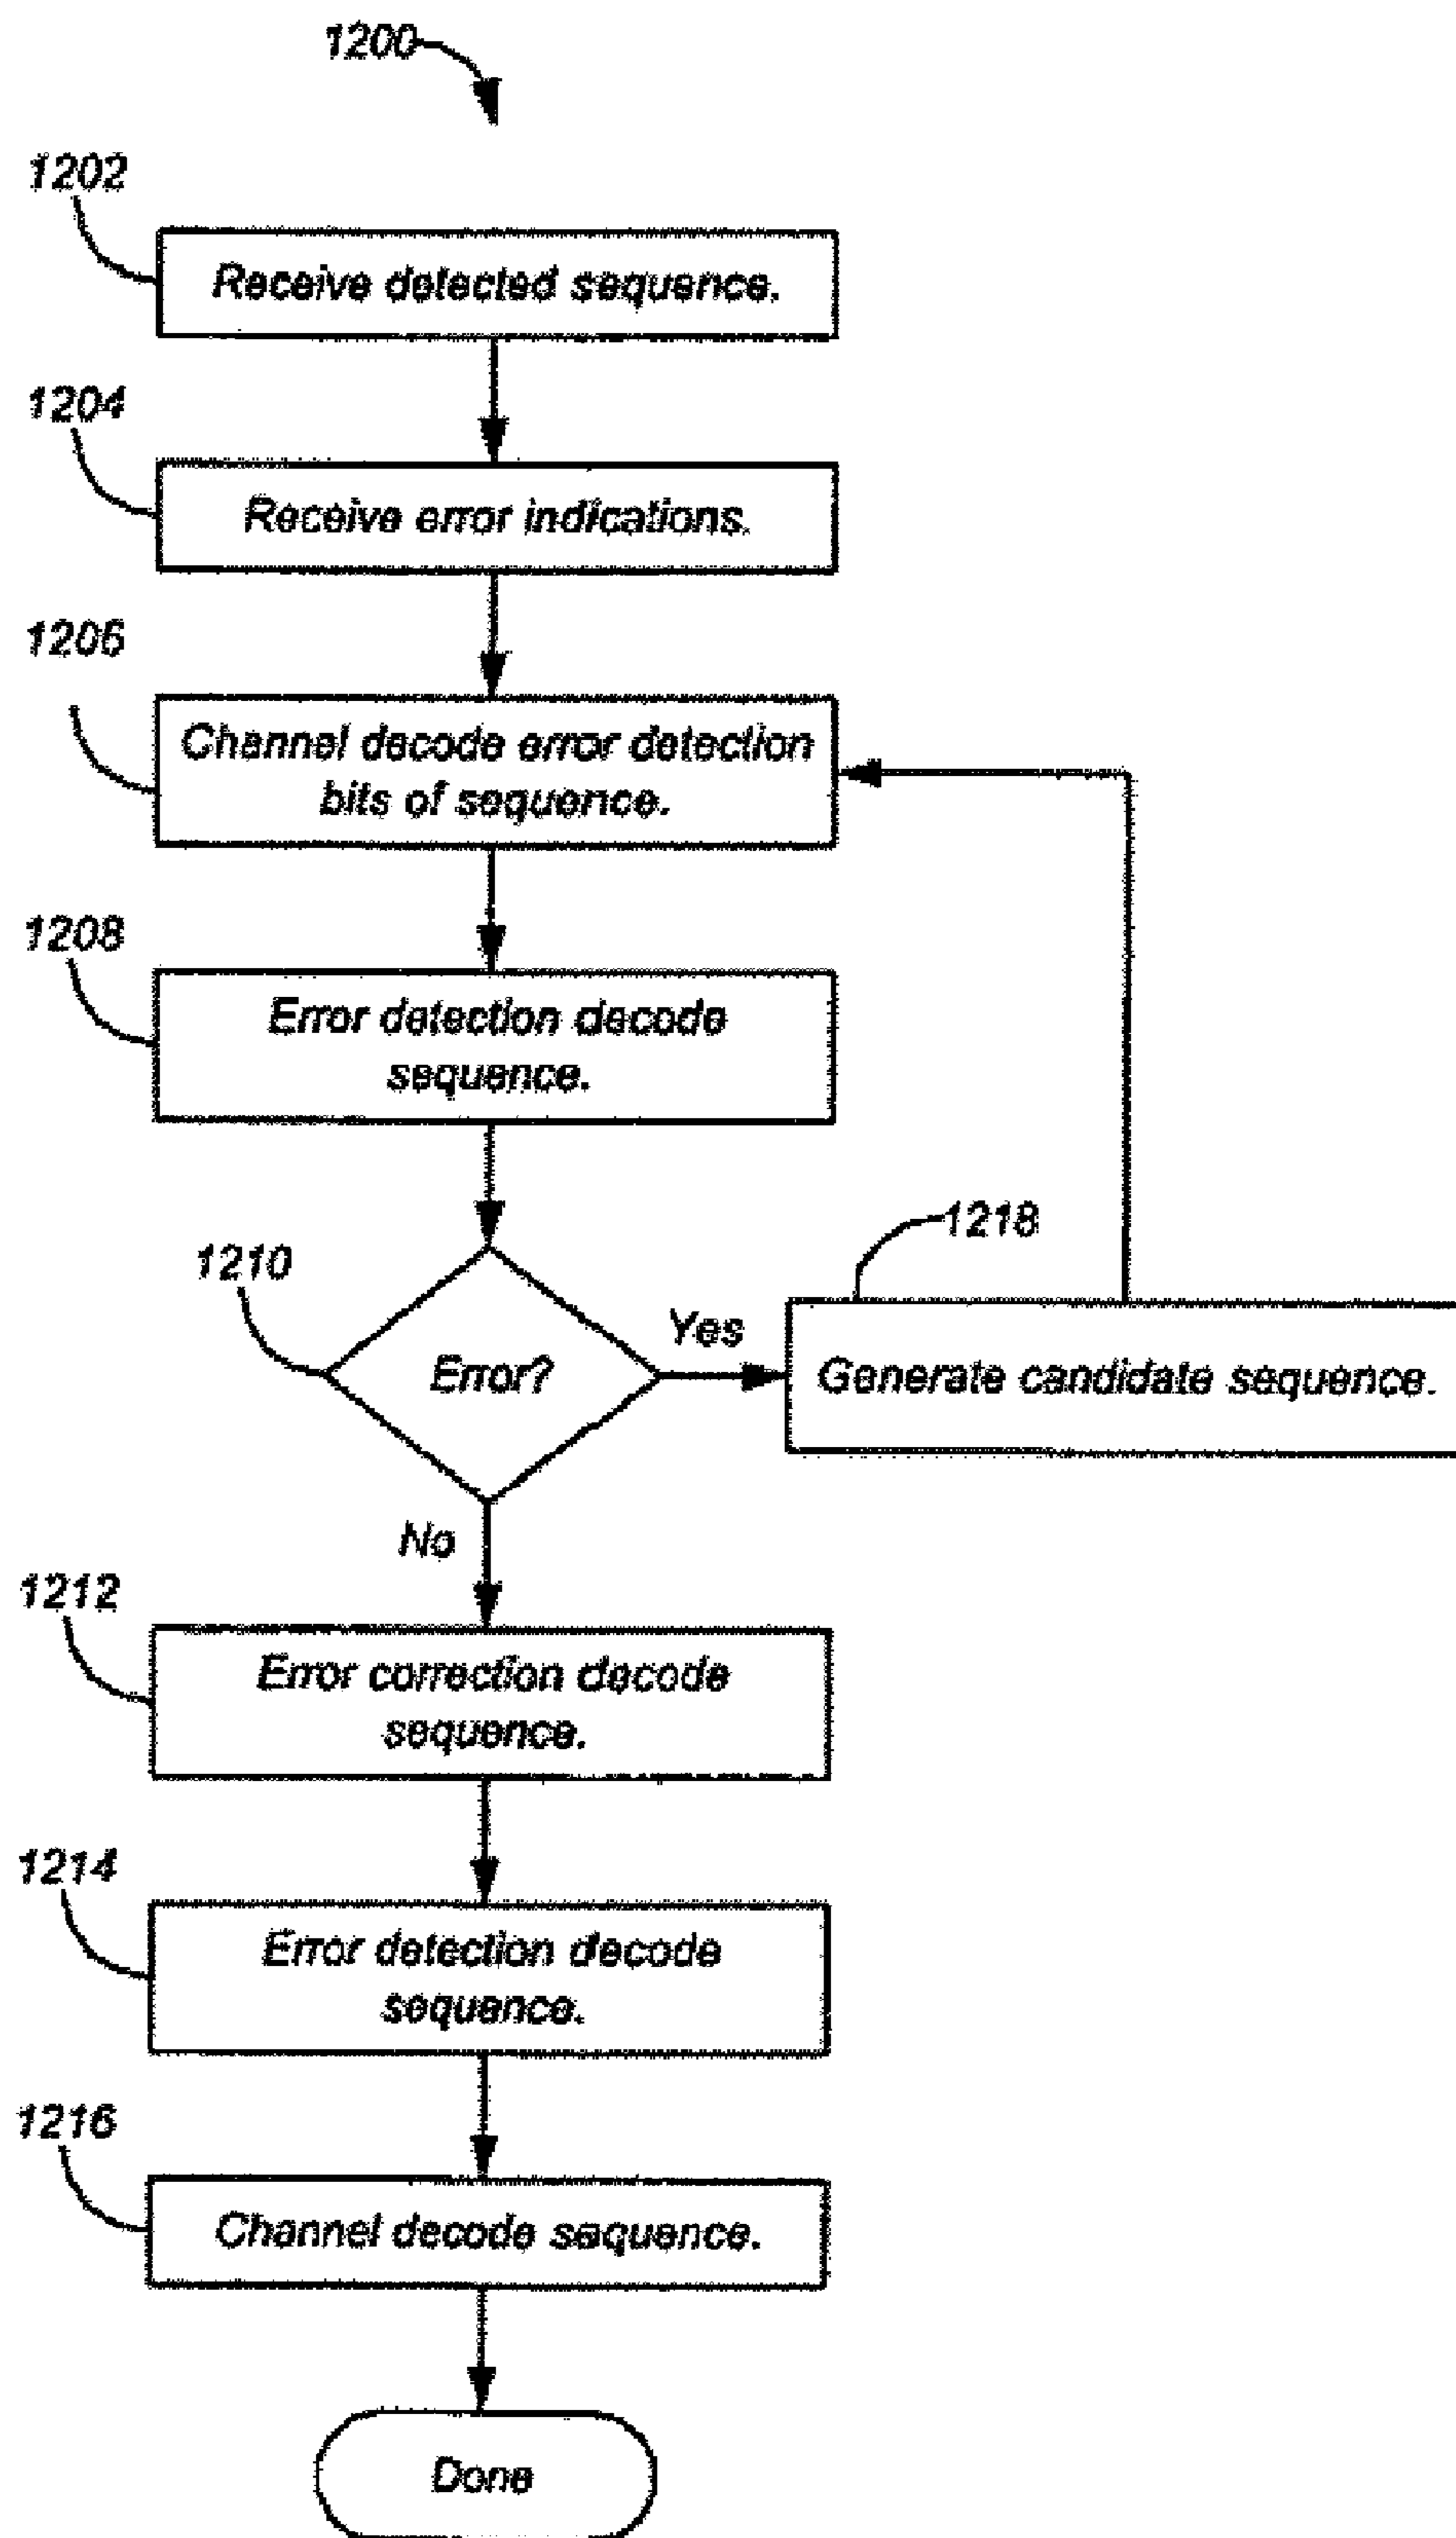 1200
1202
Receive detected sequence.
1204
Receive error indications.
1206
Channel decode error detection
bits of sequence.
1208
Error detection decode
sequence.
1210
Error?
Yes
1218
Generate candidate sequence.
No
1212
Error correction decode
sequence.
1214
Error detection decode
sequence.
1216
Channel decode sequence.
Done